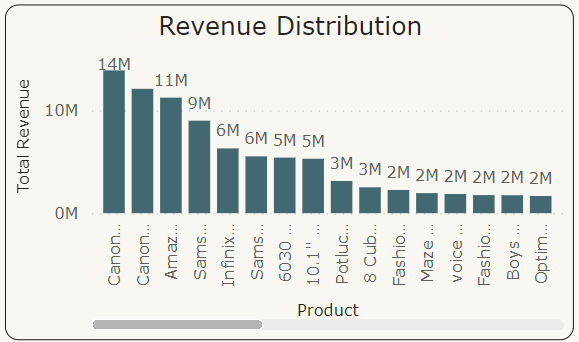 Revenue Distribution
Total Revenue
10M
0M
14M
11M
9M
6M
6M
5M
5M
3M
3M
2M
2M
2M
2M
2M
2M
Canon...
Canon...
Amaz...
Sams...
Infinix...
Sams...
6030 ...
10.1" ...
Potluc...
8 Cub...
Fashio...
Maze ...
voice ...
Fashio...
Boys ...
Optim...
Product